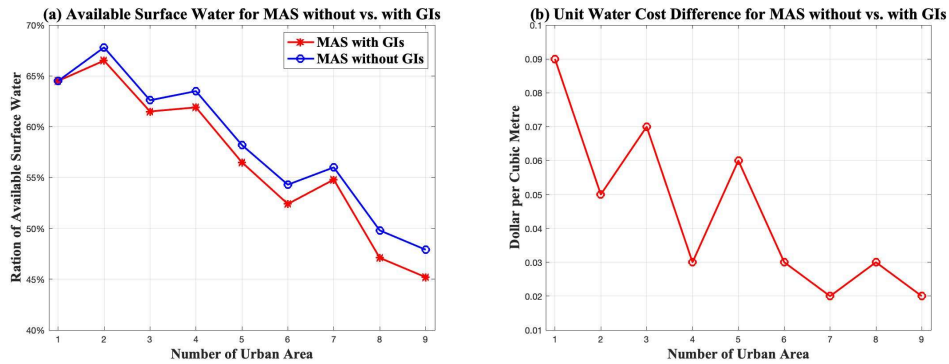 (a) Available Surface Water for MAS without vs. with GIs
70%
65%
60%
55%
50%
45%
40%
Ration of Available Surface Water
MAS with GIs
MAS without GIs
1 2 3 4 5 6 7 8 9
Number of Urban Area
(b) Unit Water Cost Difference for MAS without vs. with GIs
0.1
0.09
0.08
0.07
0.06
0.05
0.04
0.03
0.02
0.01
Dollar per Cubic Metre
1 2 3 4 5 6 7 8 9
Number of Urban Area